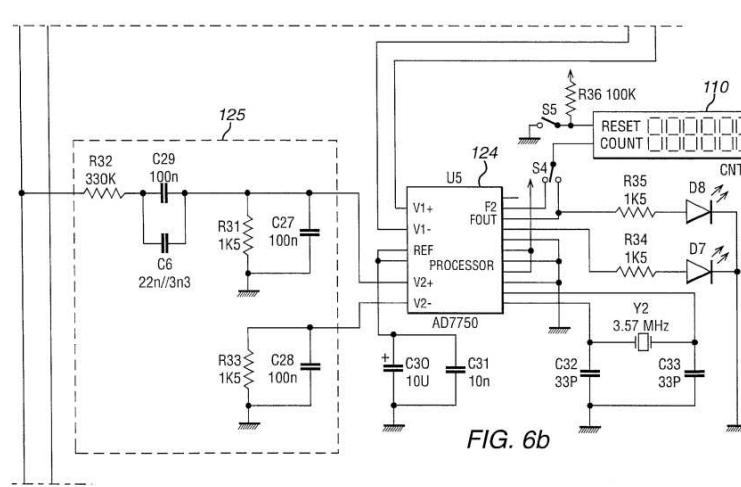 125
R32
330K
C29
100n
C6
22n//3n3
R31
1K5
C27
100n
R33
1K5
C28
100n
U5
124
V1+
V1-
REF
PROCESSOR
V2+
V2-
F2
FOUT
AD7750
+
C30
10U
C31
10n
S5
R36 100K
110
RESET
COUNT
CNT
S4
R35
1K5
D8
R34
1K5
D7
Y2
3.57 MHz
C32
33P
C33
33P
FIG. 6b